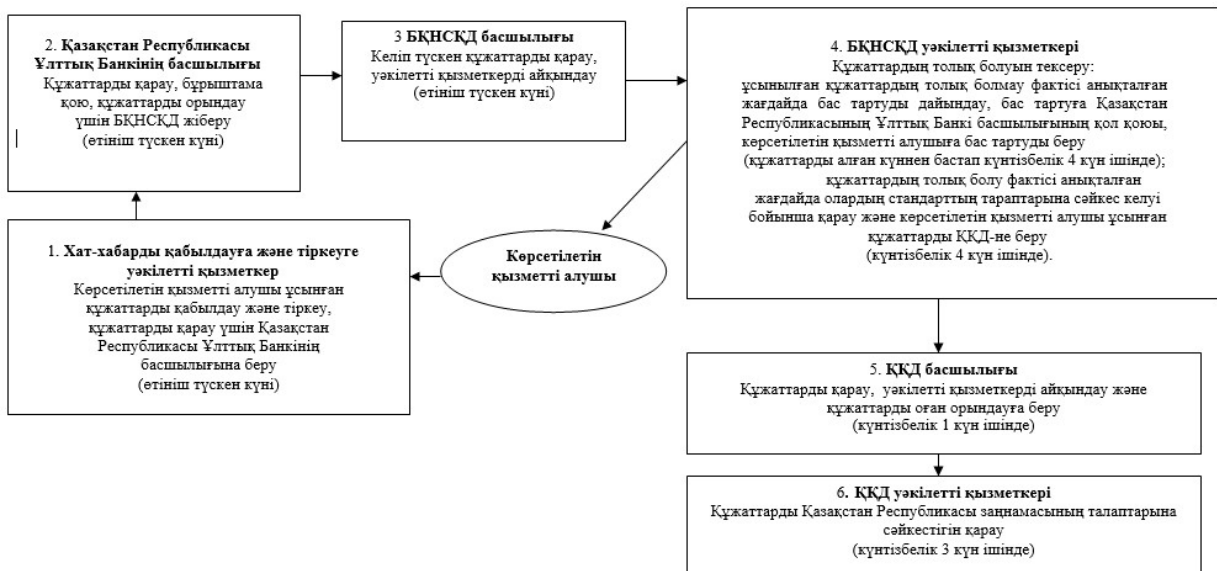 2. Қазақстан Республикасы
Ұлттық Банкінің басшылығы
Құжаттарды қарау, бұрыштама
қою, құжаттарды орындау
үшін БҚНСҚД жіберу
(өтініш түскен күні)
3 БҚНСҚД басшылығы
Келіп түскен құжаттарды қарау,
уәкілетті қызметкерді айқындау
(өтініш түскен күні)
4. БҚНСҚД уәкілетті қызметкері
Құжаттардың толық болуын тексеру:
ұсынылған құжаттардың толық болмау фактісі анықталған
жағдайда бас тартуды дайындау, бас тартуға Қазақстан
Республикасының Ұлттық Банкі басшылығының қол қоюы,
көрсетілетін қызметті алушыға бас тартуды беру
(құжаттарды алған күннен бастап күнтізбелік 4 күн ішінде);
құжаттардың толық болу фактісі анықталған
жағдайда олардың стандарттың тараптарына сәйкес келуі
бойынша қарау және көрсетілетін қызметті алушы ұсынған
құжаттарды ҚҚД-не беру
(күнтізбелік 4 күн ішінде).
1. Хат-хабарды қабылдауға және тіркеуге
уәкілетті қызметкер
Көрсетілетін қызметті алушы ұсынған
құжаттарды қабылдау және тіркеу,
құжаттарды қарау үшін Қазақстан
Республикасы Ұлттық Банкінің
басшылығына беру
(өтініш түскен күні)
Көрсетілетін
қызметті алушы
5. ҚҚД басшылығы
Құжаттарды қарау, уәкілетті қызметкерді айқындау және
құжаттарды оған орындауға беру
(күнтізбелік 1 күн ішінде)
6. ҚҚД уәкілетті қызметкері
Құжаттарды Қазақстан Республикасы заңнамасының талаптарына
сәйкестігін қарау
(күнтізбелік 3 күн ішінде)